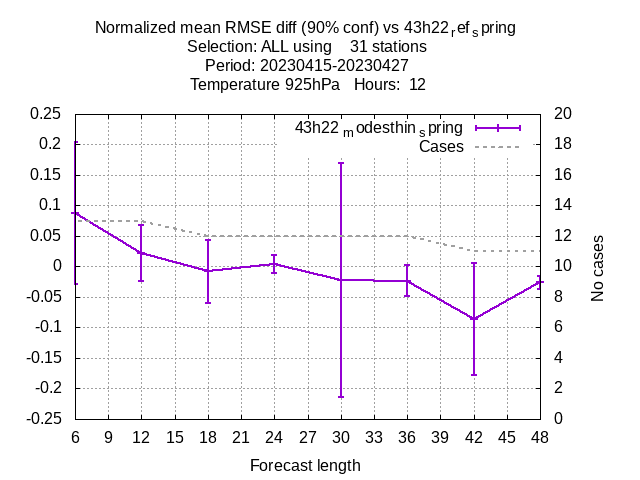 Normalized mean RMSE diff (90% conf) vs 43h22refspring
Selection: ALL using 31 stations
Period: 20230415-20230427
Temperature 925hPa Hours: 12
43h22modesthinspring
Cases
0.25
0.2
0.15
0.1
0.05
0
-0.05
-0.1
-0.15
-0.2
-0.25
20
18
16
14
12
10
8
6
4
2
0
No cases
6 9 12 15 18 21 24 27 30 33 36 39 42 45 48
Forecast length